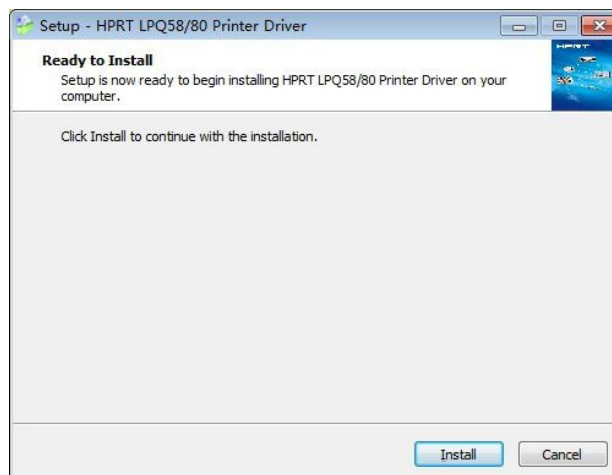 Setup - HPRT LPQ58/80 Printer Driver
Ready to Install
Setup is now ready to begin installing HPRT LPQ58/80 Printer Driver on your
computer.
HPRT
Click Install to continue with the installation.
Install
Cancel